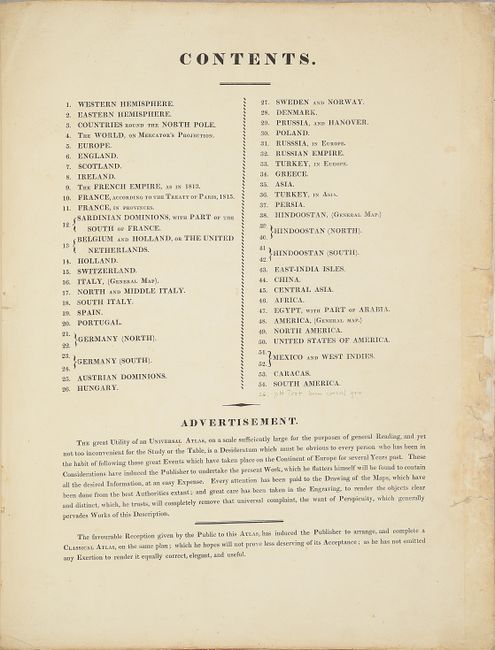 CONTENTS.
1. WESTERN HEMISPHERE.
2. EASTERN HEMISPHERE.
3. COUNTRIES ROUND THE NORTH POLE.
4. The WORLD, on Mercator's Projection.
5. EUROPE.
6. ENGLAND.
7. SCOTLAND.
8. IRELAND.
9. The FRENCH EMPIRE, as in 1813.
10. FRANCE, according to the Treaty of Paris, 1815.
11. FRANCE, in provinces.
12. SARDINIAN DOMINIONS, with PART of the
SOUTH of FRANCE.
13. BELGIUM and HOLLAND, or THE UNITED
NETHERLANDS.
14. HOLLAND.
15. SWITZERLAND.
16. ITALY, (General Map).
17. NORTH and MIDDLE ITALY.
18. SOUTH ITALY.
19. SPAIN.
20. PORTUGAL.
21. GERMANY (NORTH).
22.
23. GERMANY (SOUTH).
24.
25. AUSTRIAN DOMINIONS.
26. HUNGARY.
27. SWEDEN and NORWAY.
28. DENMARK.
29. PRUSSIA, and HANOVER.
30. POLAND.
31. RUSSSIA, in Europe.
32. RUSSIAN EMPIRE.
33. TURKEY, in Europe.
34. GREECE.
35. ASIA.
36. TURKEY, in Asia.
37. PERSIA.
38. HINDOOSTAN, (General Map)
39. HINDOOSTAN (NORTH).
40.
41 HINDOOSTAN (SOUTH).
42
43. EAST-INDIA ISLES.
44. CHINA.
45. CENTRAL ASIA.
46. AFRICA.
47. EGYPT, with PART of ARABIA.
48. AMERICA, (General map.)
49. NORTH AMERICA.
50. UNITED STATES of AMERICA.
51. MEXICO and WEST INDIES.
52.
53. CARACAS.
54. SOUTH AMERICA.
ADVERTISEMENT.
The great Utility of an Universal Atlas, on a scale sufficiently large for the purposes of general Reading, and yet
not too inconvenient for the Study or the Table, is a Desideratum which must be obvious to every person who has been in
the habit of following those great Events which have taken place on the Continent of Europe for several Years past. These
Considerations have induced the Publisher to undertake the present Work, which he flatters himself will be found to contain
all the desired Information, at an easy Expense. Every attention has been paid to the Drawing of the Maps, which have
been done from the best Authorities extant; and great care has been taken in the Engraving, to render the objects clear
and distinct, which, he trusts, will completely remove that universal complaint, the want of Perspicuity, which generally
pervades Works of this Description.
The favourable Reception given by the Public to this Atlas, has induced the Publisher to arrange, and complete a
Classical Atlas, on the same plan; which he hopes will not prove less deserving of its Acceptance; as he has not omitted
any Exertion to render it equally correct, elegant, and useful.